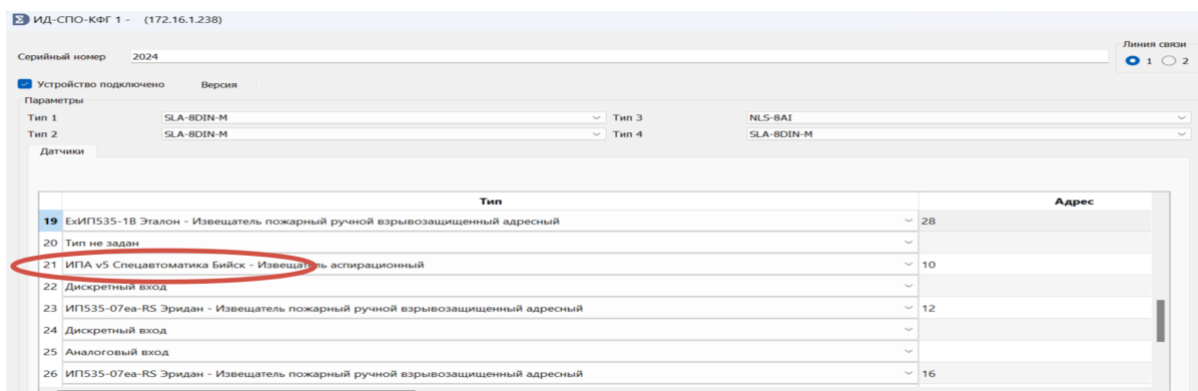 ИД-СПО-КФГ 1 - (172.16.1.238)
Линия связи
Серийный номер 2024
1 2
Устройство подключено Версия
Параметры
Тип 1 SLA-8DIN-M Тип 3 NLS-8AI
Тип 2 SLA-8DIN-M Тип 4 SLA-8DIN-M
Датчики
Тип Адрес
19 ЕхИП535-1В Эталон - Извещатель пожарный ручной взрывозащищенный адресный 28
20 Тип не задан
21 ИПА v5 Спецавтоматика Бийск - Извещатель аспирационный 10
22 Дискретный вход
23 ИП535-07ea-RS Эридан - Извещатель пожарный ручной взрывозащищенный адресный 12
24 Дискретный вход
25 Аналоговый вход
26 ИП535-07ea-RS Эридан - Извещатель пожарный ручной взрывозащищенный адресный 16